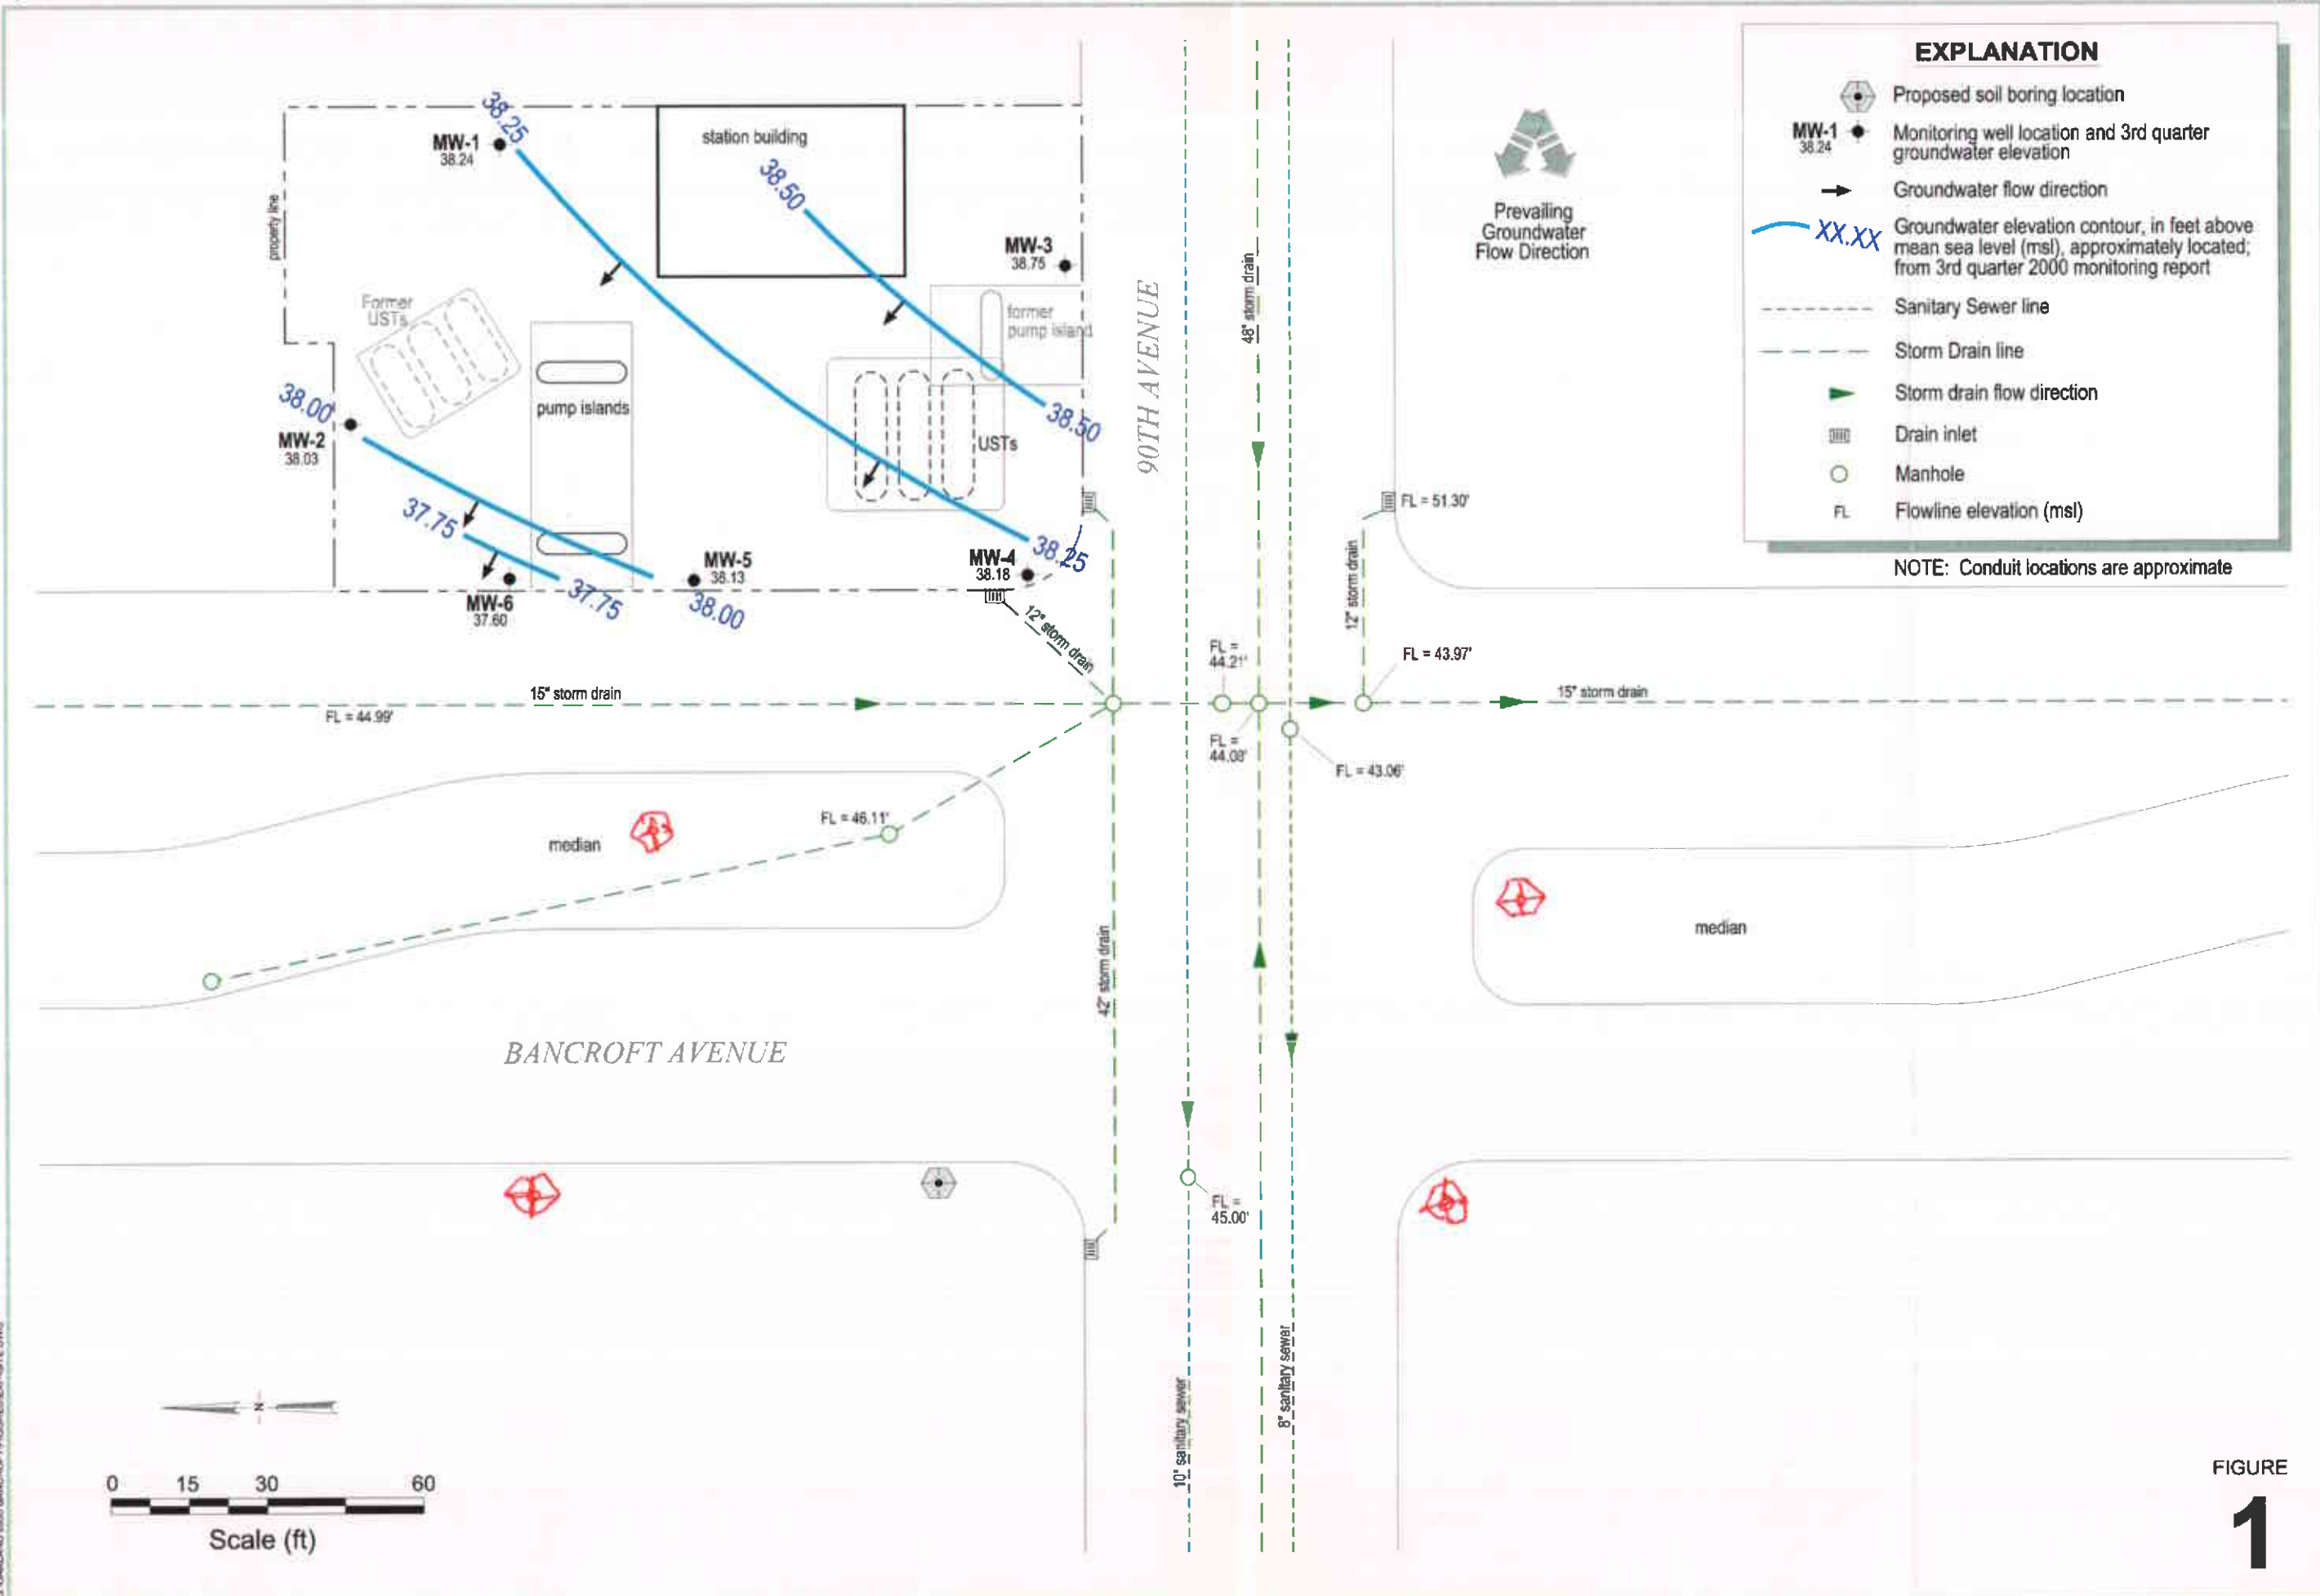 EXPLANATION
Proposed soil boring location
MW-1
38.24
Monitoring well location and 3rd quarter
groundwater elevation
Groundwater flow direction
XX.XX
Groundwater elevation contour, in feet above
mean sea level (msl), approximately located;
from 3rd quarter 2000 monitoring report
Sanitary Sewer line
Storm Drain line
Storm drain flow direction
Drain inlet
Manhole
FL
Flowline elevation (msl)
NOTE: Conduit locations are approximate
Prevailing
Groundwater
Flow Direction
38.25
MW-1
38.24
station building
38.50
property line
MW-3
38.75
Former
USTs
former
pump island
pump islands
38.00
MW-2
38.03
38.50
USTs
37.75
38.25
MW-5
38.13
MW-4
38.18
MW-6
37.60
37.75
38.00
90TH AVENUE
48" storm drain
FL = 51.30'
12" storm drain
12" storm drain
FL =
44.21'
FL = 43.97'
15" storm drain
15" storm drain
FL = 44.99'
FL =
44.08'
FL = 43.06'
FL = 46.11'
median
median
42" storm drain
BANCROFT AVENUE
FL =
45.00'
10" sanitary sewer
8" sanitary sewer
N
0 15 30 60
Scale (ft)
FIGURE
1